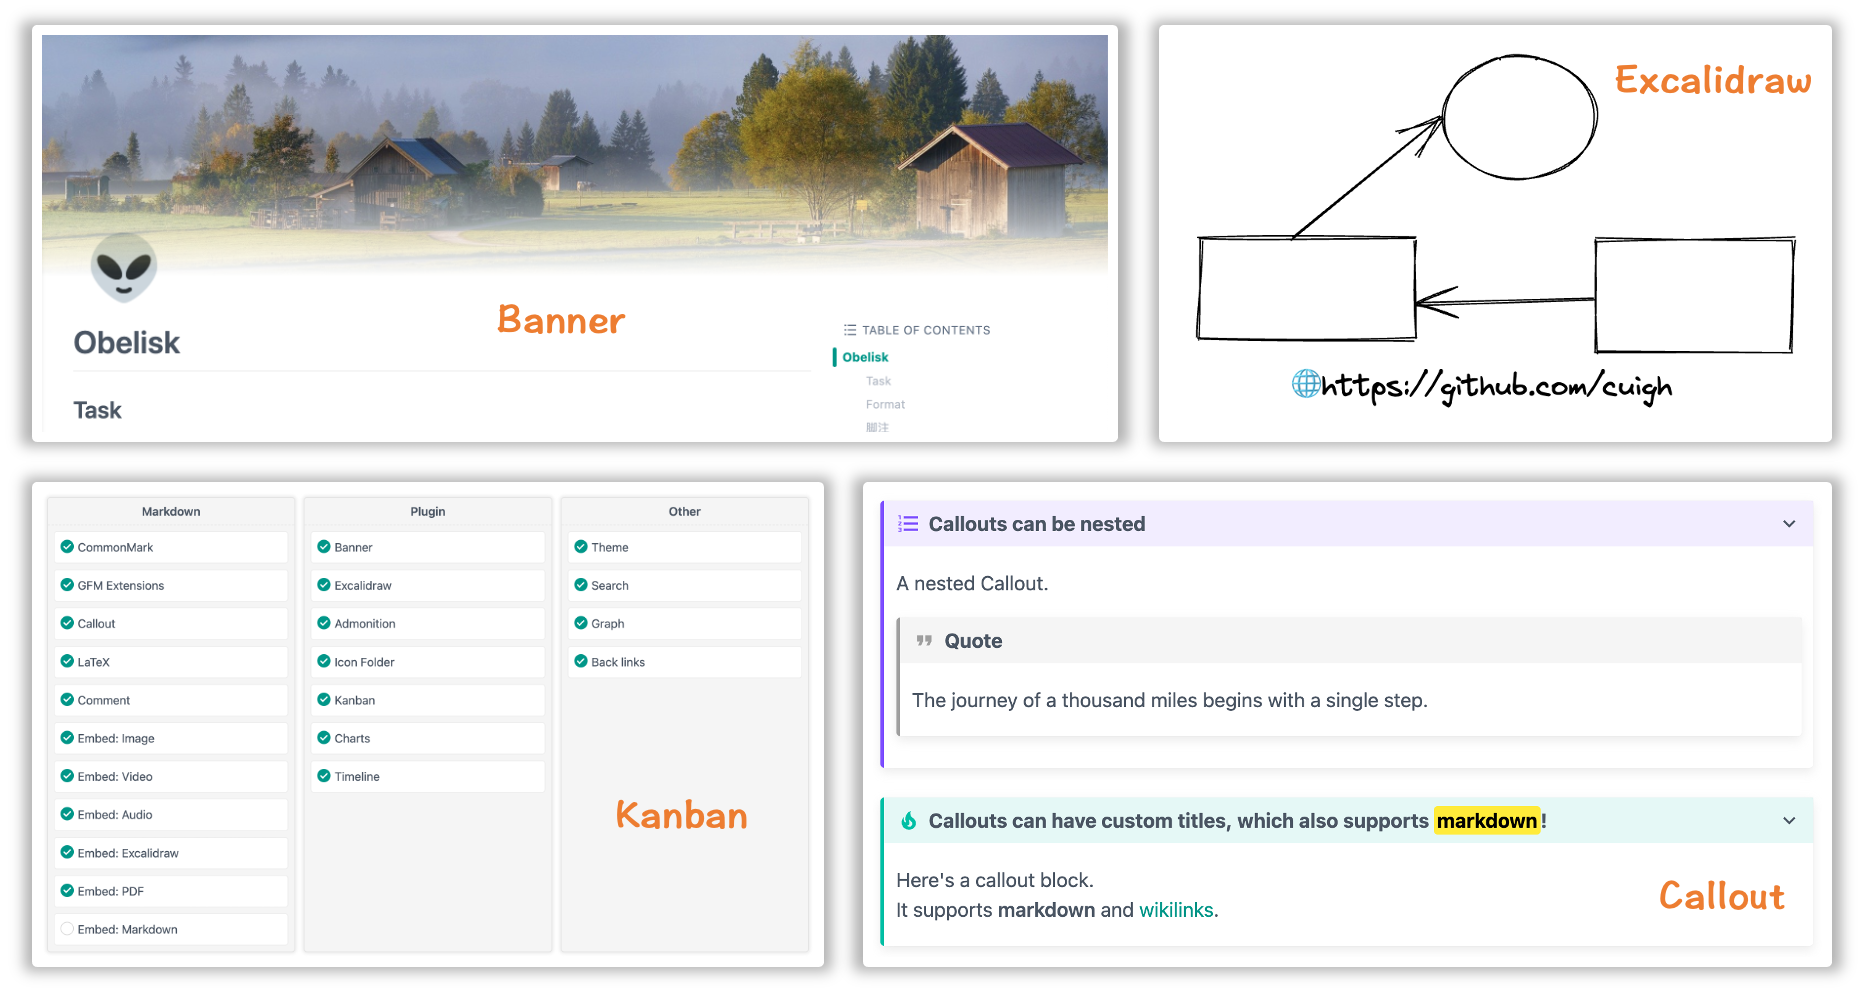 Banner
Obelisk
Task
TABLE OF CONTENTS
Obelisk
Task
Format
脚注
Excalidraw
https://github.com/cuigh
Markdown
CommonMark
GFM Extensions
Callout
LaTeX
Comment
Embed: Image
Embed: Video
Embed: Audio
Embed: Excalidraw
Embed: PDF
Embed: Markdown
Plugin
Banner
Excalidraw
Admonition
Icon Folder
Kanban
Charts
Timeline
Other
Theme
Search
Graph
Back links
Kanban
Callouts can be nested
A nested Callout.
Quote
The journey of a thousand miles begins with a single step.
Callouts can have custom titles, which also supports markdown!
Here's a callout block.
It supports markdown and wikilinks.
Callout